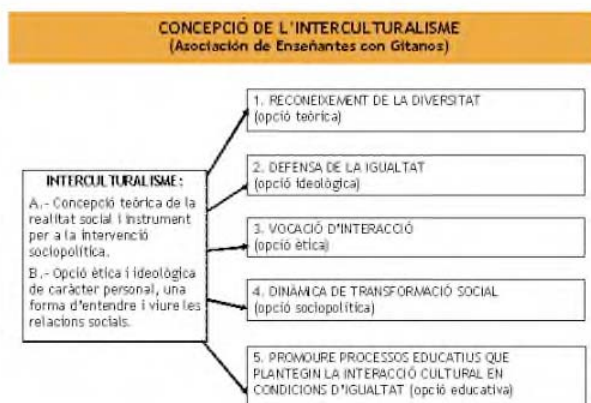 CONCEPCIÓ DE L'INTERCULTURALISME
(Asociación de Enseñantes con Gitanos)
INTERCULTURALISME:
A.- Concepció teòrica de la
realitat social i instrument
per a la intervenció
sociopolítica.
B.- Opció ètica i ideològica
de caràcter personal, una
forma d'entendre i viure les
relacions socials.
1. RECONEIXEMENT DE LA DIVERSITAT
(opció teòrica)
2. DEFENSA DE LA IGUALTAT
(opció ideològica)
3. VOCACIÓ D'INTERACCIÓ
(opció ètica)
4. DINÀMICA DE TRANSFORMACIÓ SOCIAL
(opció sociopolítica)
5. PROMOURE PROCESSOS EDUCATIUS QUE
PLANTEGIN LA INTERACCIÓ CULTURAL EN
CONDICIONS D'IGUALTAT (opció educativa)